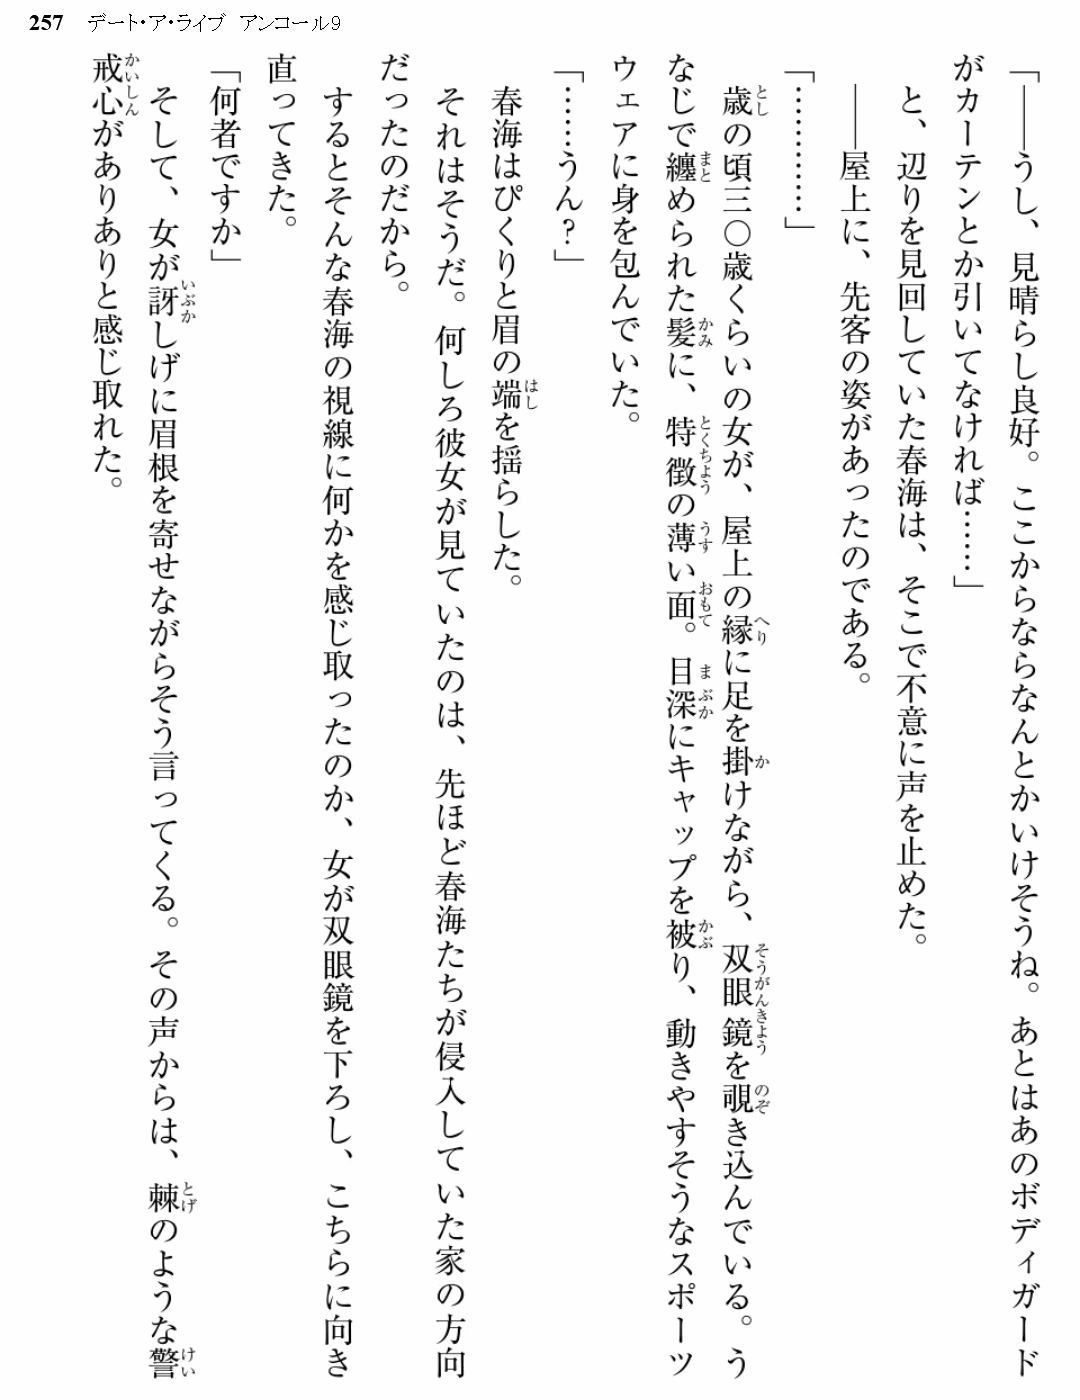 257 デート・ア・ライブ アンコール9
「――うし、見晴らし良好。ここからならなんとかいけそうね。あとはあのボディガード
がカーテンとか引いてなければ……」
と、辺りを見回していた春海は、そこで不意に声を止めた。
――屋上に、先客の姿があったのである。
「…………」
歳の頃三〇歳くらいの女が、屋上の縁に足を掛けながら、双眼鏡を覗き込んでいる。う
なじで纏められた髪に、特徴の薄い面。目深にキャップを被り、動きやすそうなスポーツ
ウェアに身を包んでいた。
「……うん？」
春海はぴくりと眉の端を揺らした。
それはそうだ。何しろ彼女が見ていたのは、先ほど春海たちが侵入していた家の方向
だったのだから。
するとそんな春海の視線に何かを感じ取ったのか、女が双眼鏡を下ろし、こちらに向き
直ってきた。
「何者ですか」
そして、女が訝しげに眉根を寄せながらそう言ってくる。その声からは、棘のような警
戒心がありありと感じ取れた。